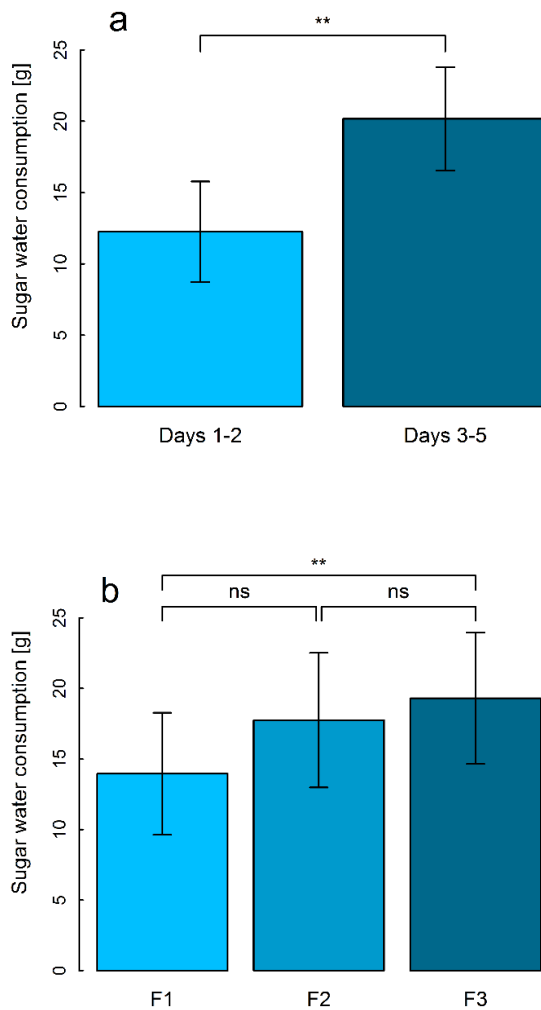 a
**
Sugar water consumption [g]
25
20
15
10
5
0
Days 1-2
Days 3-5
b
**
ns
ns
Sugar water consumption [g]
25
20
15
10
5
0
F1
F2
F3